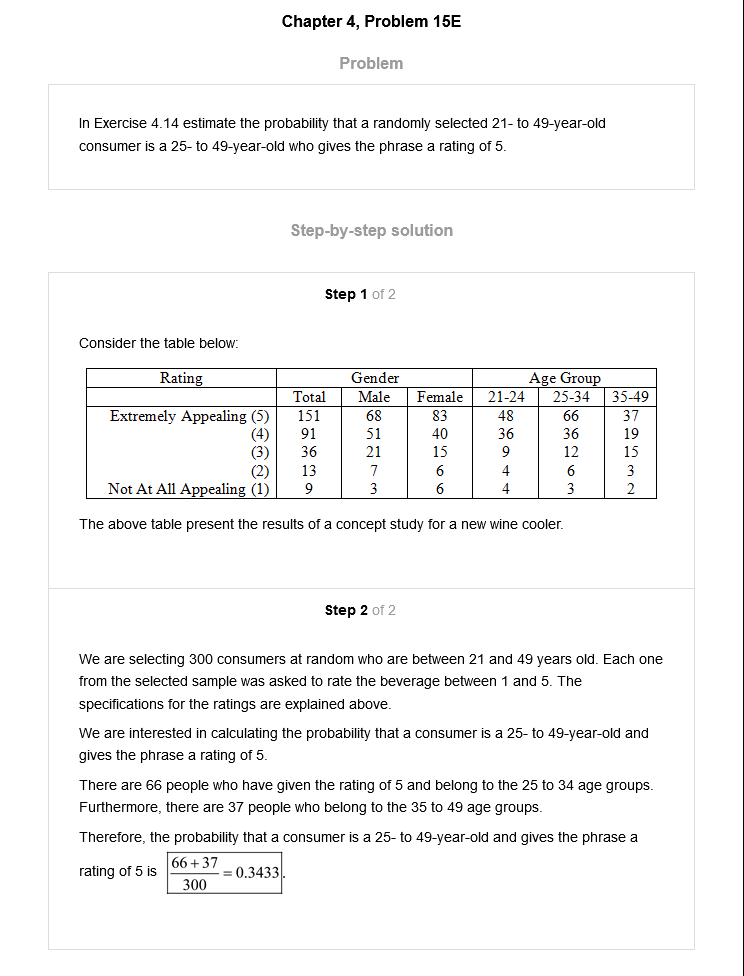 Chapter 4, Problem 15E
Problem
In Exercise 4.14 estimate the probability that a randomly selected 21- to 49-year-old
consumer is a 25- to 49-year-old who gives the phrase a rating of 5.
Step-by-step solution
Step 1 of 2
Consider the table below:
Rating Gender Age Group
Total Male Female 21-24 25-34 35-49
Extremely Appealing (5) 151 68 83 48 66 37
(4) 91 51 40 36 36 19
(3) 36 21 15 9 12 15
(2) 13 7 6 4 6 3
Not At All Appealing (1) 9 3 6 4 3 2
The above table present the results of a concept study for a new wine cooler.
Step 2 of 2
We are selecting 300 consumers at random who are between 21 and 49 years old. Each one
from the selected sample was asked to rate the beverage between 1 and 5. The
specifications for the ratings are explained above.
We are interested in calculating the probability that a consumer is a 25- to 49-year-old and
gives the phrase a rating of 5.
There are 66 people who have given the rating of 5 and belong to the 25 to 34 age groups.
Furthermore, there are 37 people who belong to the 35 to 49 age groups.
Therefore, the probability that a consumer is a 25- to 49-year-old and gives the phrase a
rating of 5 is 66+37/300 = 0.3433.